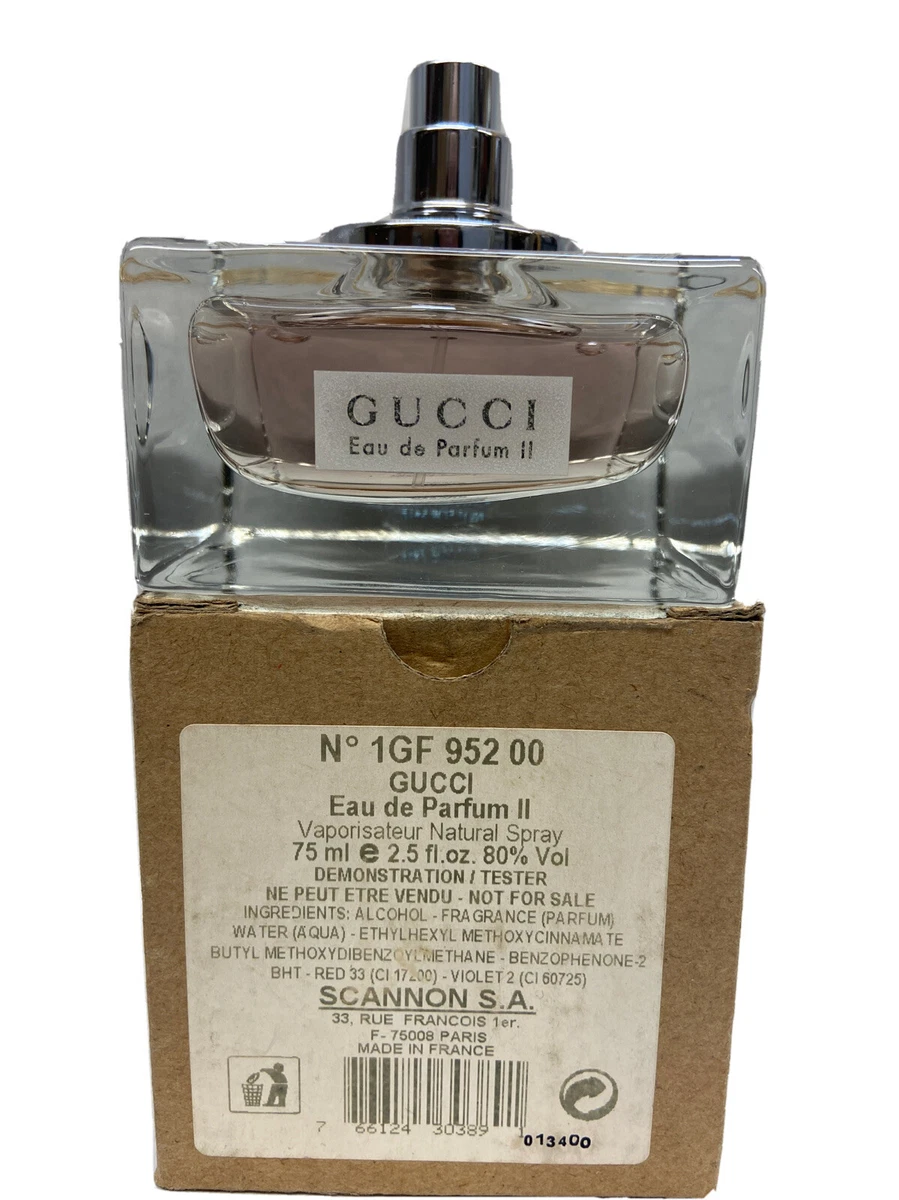 GUCCI
Eau de Parfum II
N° 1GF 952 00
GUCCI
Eau de Parfum II
Vaporisateur Natural Spray
75 ml e 2.5 fl.oz. 80% Vol
DEMONSTRATION / TESTER
NE PEUT ETRE VENDU - NOT FOR SALE
INGREDIENTS: ALCOHOL - FRAGRANCE (PARFUM)
WATER (AQUA) - ETHYLHEXYL METHOXYCINNAMATE
BUTYL METHOXYDIBENZOYLMETHANE - BENZOPHENONE-2
BHT - RED 33 (CI 17200) - VIOLET 2 (CI 60725)
SCANNON S.A.
33, RUE FRANCOIS 1er.
F- 75008 PARIS
MADE IN FRANCE
7 66124 30389 1
013400